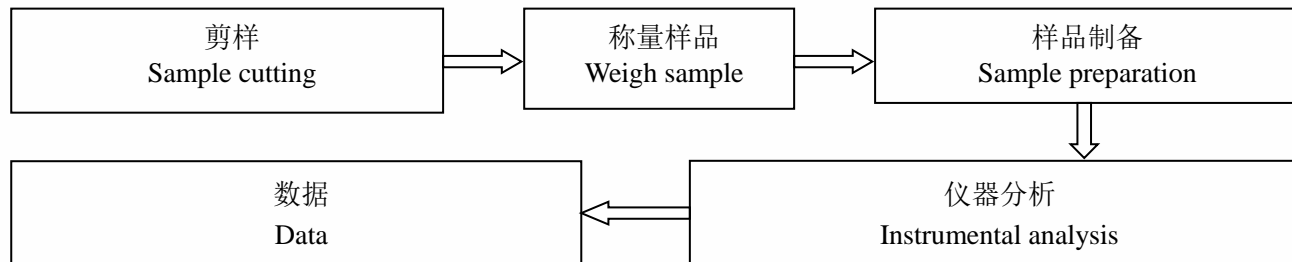 剪样
Sample cutting
称量样品
Weigh sample
样品制备
Sample preparation
仪器分析
Instrumental analysis
数据
Data